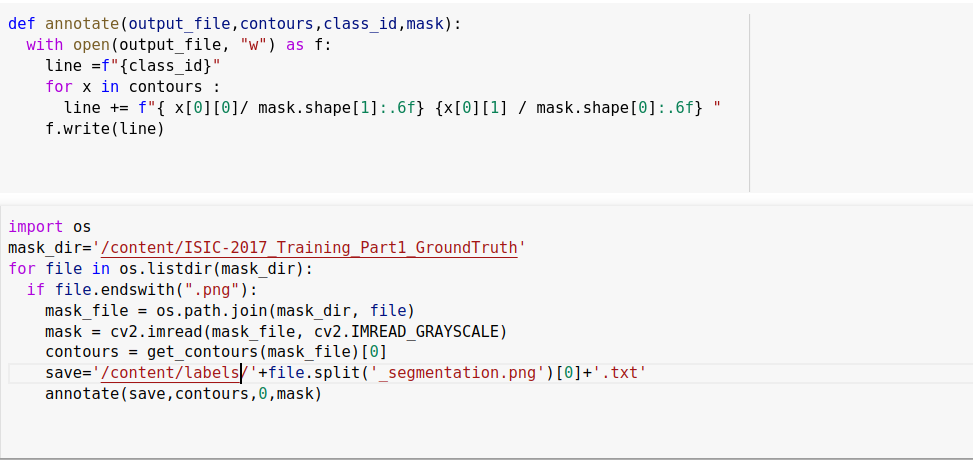 def annotate(output_file,contours,class_id,mask):
  with open(output_file, "w") as f:
    line =f"{class_id}"
    for x in contours :
      line += f"{ x[0][0]/ mask.shape[1]:.6f} {x[0][1] / mask.shape[0]:.6f} "
    f.write(line)
import os
mask_dir='/content/ISIC-2017_Training_Part1_GroundTruth'
for file in os.listdir(mask_dir):
  if file.endswith(".png"):
    mask_file = os.path.join(mask_dir, file)
    mask = cv2.imread(mask_file, cv2.IMREAD_GRAYSCALE)
    contours = get_contours(mask_file)[0]
    save='/content/labels/'+file.split('_segmentation.png')[0]+'.txt'
    annotate(save,contours,0,mask)